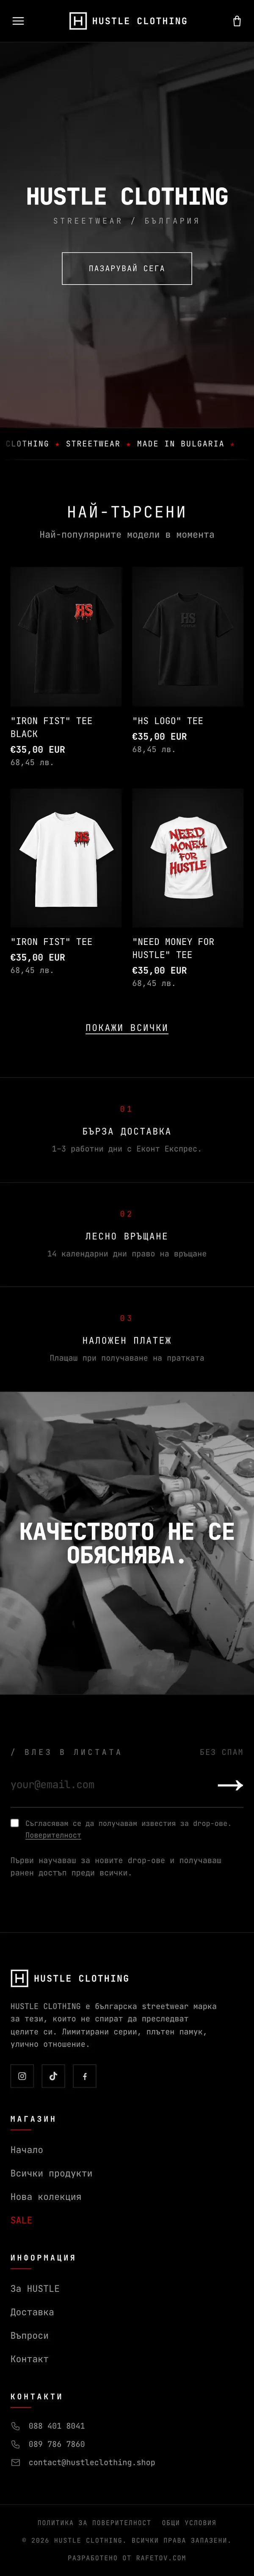 HUSTLE CLOTHING
HUSTLE CLOTHING
STREETWEAR / БЪЛГАРИЯ
ПАЗАРУВАЙ СЕГА
CLOTHING * STREETWEAR * MADE IN BULGARIA *
НАЙ-ТЪРСЕНИ
Най-популярните модели в момента
HS
HS
"IRON FIST" TEE
BLACK
€35,00 EUR
68,45 лв.
"HS LOGO" TEE
€35,00 EUR
68,45 лв.
HS
NEED
MONEY
FOR
HUSTLE
"IRON FIST" TEE
€35,00 EUR
68,45 лв.
"NEED MONEY FOR
HUSTLE" TEE
€35,00 EUR
68,45 лв.
ПОКАЖИ ВСИЧКИ
01
БЪРЗА ДОСТАВКА
1–3 работни дни с Еконт Експрес.
02
ЛЕСНО ВРЪЩАНЕ
14 календарни дни право на връщане
03
НАЛОЖЕН ПЛАТЕЖ
Плащаш при получаване на пратката
КАЧЕСТВОТО НЕ СЕ
ОБЯСНЯВА.
/ ВЛЕЗ В ЛИСТАТА
БЕЗ СПАМ
your@email.com
Съгласявам се да получавам известия за drop-ове.
Поверителност
Първи научаваш за новите drop-ове и получаваш
ранен достъп преди всички.
HUSTLE CLOTHING
HUSTLE CLOTHING е българска streetwear марка
за тези, които не спират да преследват
целите си. Лимитирани серии, плътен памук,
улично отношение.
МАГАЗИН
Начало
Всички продукти
Нова колекция
SALE
ИНФОРМАЦИЯ
За HUSTLE
Доставка
Въпроси
Контакт
КОНТАКТИ
088 401 8041
089 786 7860
contact@hustleclothing.shop
ПОЛИТИКА ЗА ПОВЕРИТЕЛНОСТ ОБЩИ УСЛОВИЯ
© 2026 HUSTLE CLOTHING. ВСИЧКИ ПРАВА ЗАПАЗЕНИ.
РАЗРАБОТЕНО ОТ RAFETOV.COM